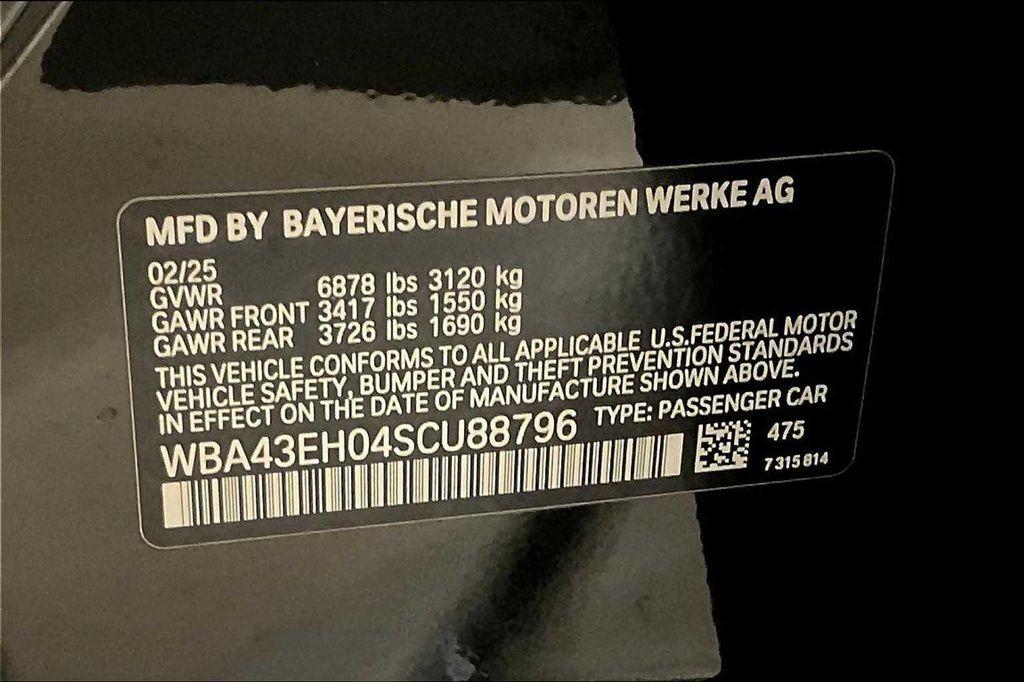 MFD BY BAYERISCHE MOTOREN WERKE AG
02/25
GVWR 6878 lbs 3120 kg
GAWR FRONT 3417 lbs 1550 kg
GAWR REAR 3726 lbs 1690 kg
THIS VEHICLE CONFORMS TO ALL APPLICABLE U.S.FEDERAL MOTOR
VEHICLE SAFETY, BUMPER AND THEFT PREVENTION STANDARDS
IN EFFECT ON THE DATE OF MANUFACTURE SHOWN ABOVE.
WBA43EH04SCU88796 TYPE: PASSENGER CAR
475
7315814